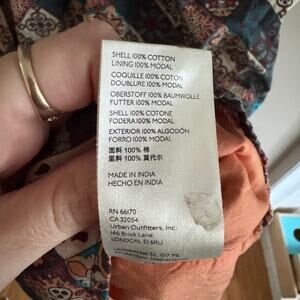 SHELL 100% COTTON
LINING 100% MODAL
COQUILLE 100% COTON
DOUBLURE 100% MODAL
OBERSTOFF 100% BAUMWOLLE
FUTTER 100% MODAL
SHELL 100% COTONE
FODERA 100% MODAL
EXTERIOR 100% ALGODÓN
FORRO 100% MODAL
面料 100% 棉
里料 100% 莫代尔
MADE IN INDIA
HECHO EN INDIA
RN 66170
CA 32054
Urban Outfitters, Inc.
146 Brick Lane
LONDON, E1 6RU